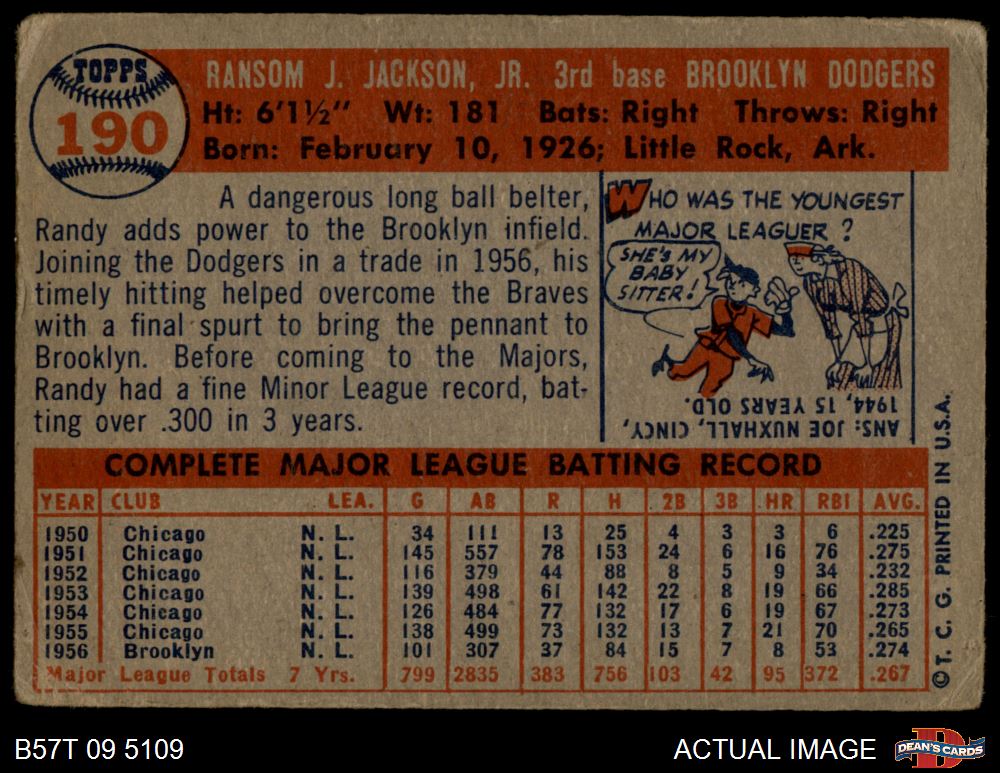 TOPPS
190
RANSOM J. JACKSON, JR. 3rd base BROOKLYN DODGERS
Ht: 6'1½" Wt: 181 Bats: Right Throws: Right
Born: February 10, 1926; Little Rock, Ark.
A dangerous long ball belter,
Randy adds power to the Brooklyn infield.
Joining the Dodgers in a trade in 1956, his
timely hitting helped overcome the Braves
with a final spurt to bring the pennant to
Brooklyn. Before coming to the Majors,
Randy had a fine Minor League record, bat-
ting over .300 in 3 years.
WHO WAS THE YOUNGEST
MAJOR LEAGUER?
SHE'S MY
BABY
SITTER!
ANS: JOE NUXHALL, CINCY,
1944, 15 YEARS OLD.
COMPLETE MAJOR LEAGUE BATTING RECORD
YEAR CLUB LEA. G AB R H 2B 3B HR RBI AVG.
1950 Chicago N. L. 34 111 13 25 4 3 3 6 .225
1951 Chicago N. L. 145 557 78 153 24 6 16 76 .275
1952 Chicago N. L. 116 379 44 88 8 5 9 34 .232
1953 Chicago N. L. 139 498 61 142 22 8 19 66 .285
1954 Chicago N. L. 126 484 77 132 17 6 19 67 .273
1955 Chicago N. L. 138 499 73 132 13 7 21 70 .265
1956 Brooklyn N. L. 101 307 37 84 15 7 8 53 .274
Major League Totals 7 Yrs. 799 2835 383 756 103 42 95 372 .267
© T. C. G. PRINTED IN U.S.A.
B57T 09 5109
ACTUAL IMAGE
DEAN'S CARDS